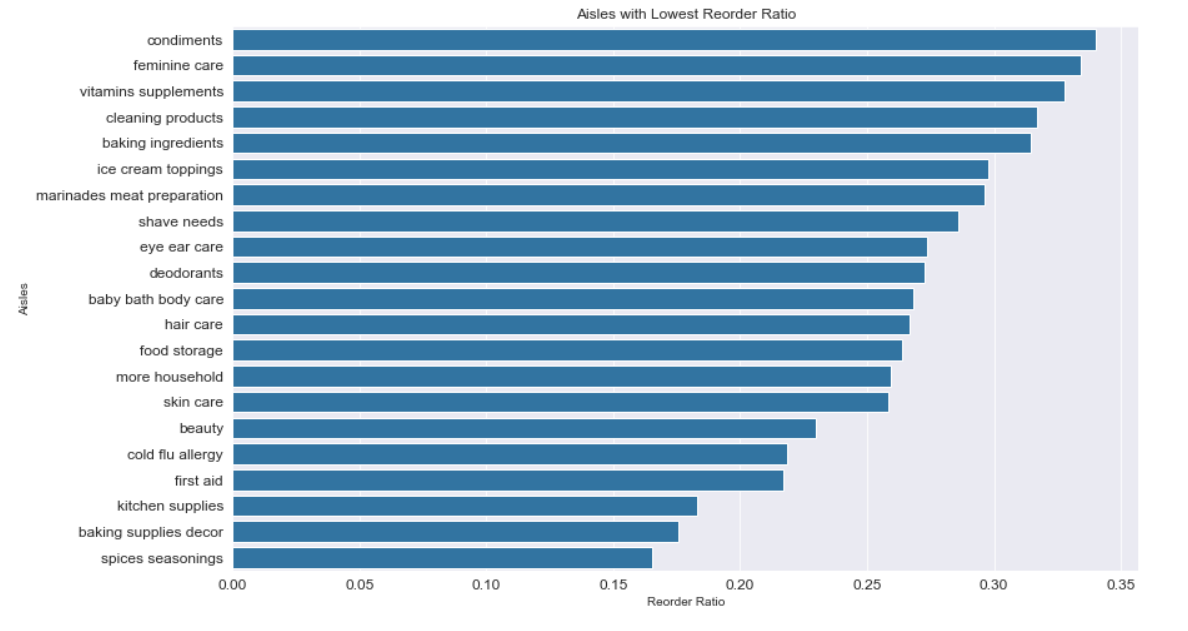 Aisles with Lowest Reorder Ratio
condiments
feminine care
vitamins supplements
cleaning products
baking ingredients
ice cream toppings
marinades meat preparation
shave needs
eye ear care
deodorants
baby bath body care
hair care
food storage
more household
skin care
beauty
cold flu allergy
first aid
kitchen supplies
baking supplies decor
spices seasonings
Aisles
0.00 0.05 0.10 0.15 0.20 0.25 0.30 0.35
Reorder Ratio